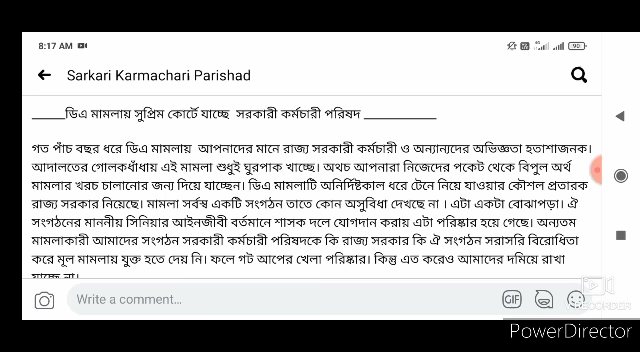 8:17 AM
90
Sarkari Karmachari Parishad
______ডিএ মামলায় সুপ্রিম কোর্টে যাচ্ছে সরকারী কর্মচারী পরিষদ _____________
গত পাঁচ বছর ধরে ডিএ মামলায় আপনাদের মানে রাজ্য সরকারী কর্মচারী ও অন্যান্যদের অভিজ্ঞতা হতাশাজনক।
আদালতের গোলকধাঁধায় এই মামলা শুধুই ঘুরপাক খাচ্ছে। অথচ আপনারা নিজেদের পকেট থেকে বিপুল অর্থ
মামলার খরচ চালানোর জন্য দিয়ে যাচ্ছেন। ডিএ মামলাটি অনির্দিষ্টকাল ধরে টেনে নিয়ে যাওয়ার কৌশল প্রতারক
রাজ্য সরকার নিয়েছে। মামলা সর্বস্ব একটি সংগঠন তাতে কোন অসুবিধা দেখছে না । এটা একটা বোঝাপড়া। ঐ
সংগঠনের মাননীয় সিনিয়ার আইনজীবী বর্তমানে শাসক দলে যোগদান করায় এটা পরিষ্কার হয়ে গেছে। অন্যতম
মামলাকারী আমাদের সংগঠন সরকারী কর্মচারী পরিষদকে কি রাজ্য সরকার কি ঐ সংগঠন সরাসরি বিরোধিতা
করে মূল মামলায় যুক্ত হতে দেয় নি। ফলে গট আপের খেলা পরিষ্কার। কিন্তু এত করেও আমাদের দমিয়ে রাখা
যাচ্ছে না।
Write a comment...
GIF
PowerDirector